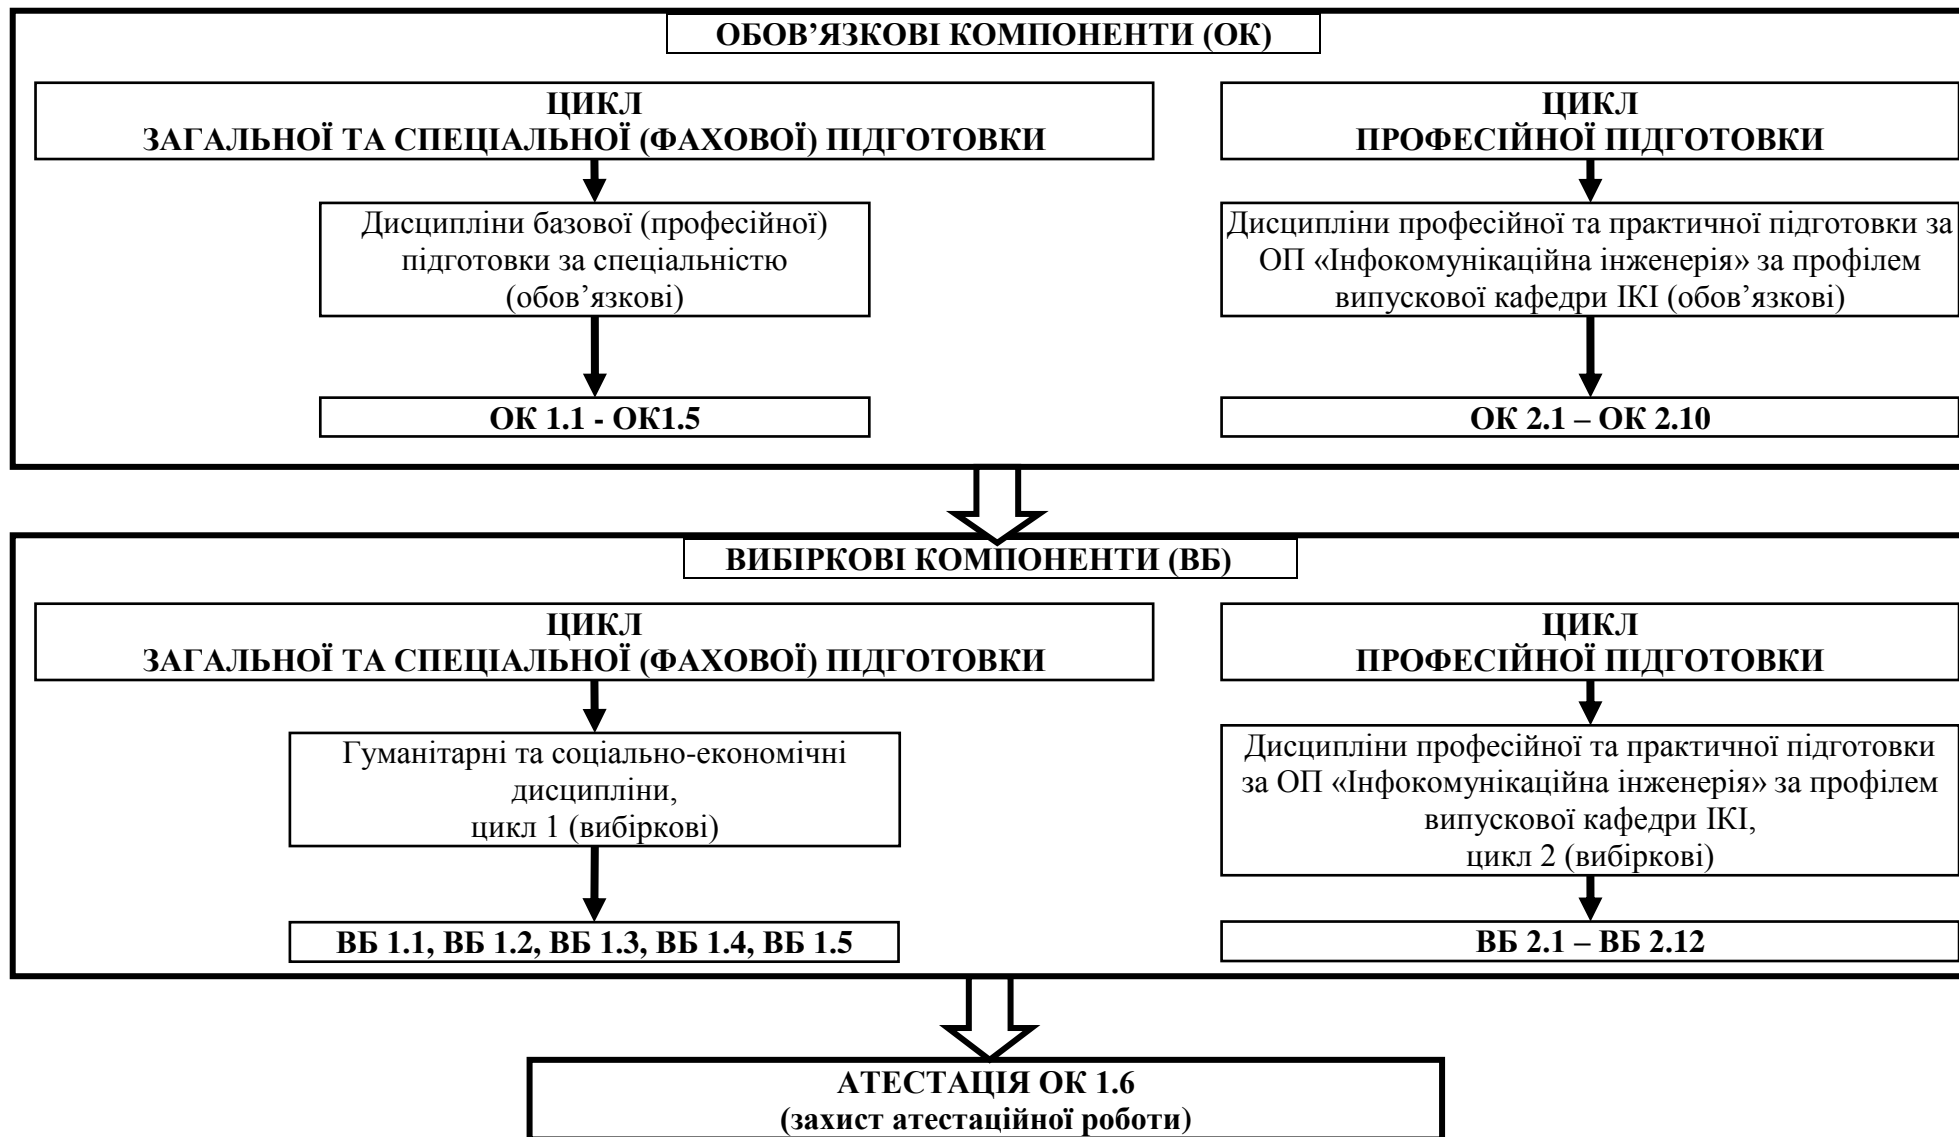 ОБОВ’ЯЗКОВІ КОМПОНЕНТИ (ОК)
ЦИКЛ
ЗАГАЛЬНОЇ ТА СПЕЦІАЛЬНОЇ (ФАХОВОЇ) ПІДГОТОВКИ
Дисципліни базової (професійної)
підготовки за спеціальністю
(обов’язкові)
ОК 1.1 - ОК1.5
ЦИКЛ
ПРОФЕСІЙНОЇ ПІДГОТОВКИ
Дисципліни професійної та практичної підготовки за
ОП «Інфокомунікаційна інженерія» за профілем
випускової кафедри ІКІ (обов’язкові)
ОК 2.1 – ОК 2.10
ВИБІРКОВІ КОМПОНЕНТИ (ВБ)
ЦИКЛ
ЗАГАЛЬНОЇ ТА СПЕЦІАЛЬНОЇ (ФАХОВОЇ) ПІДГОТОВКИ
Гуманітарні та соціально-економічні
дисципліни,
цикл 1 (вибіркові)
ВБ 1.1, ВБ 1.2, ВБ 1.3, ВБ 1.4, ВБ 1.5
ЦИКЛ
ПРОФЕСІЙНОЇ ПІДГОТОВКИ
Дисципліни професійної та практичної підготовки
за ОП «Інфокомунікаційна інженерія» за профілем
випускової кафедри ІКІ,
цикл 2 (вибіркові)
ВБ 2.1 – ВБ 2.12
АТЕСТАЦІЯ ОК 1.6
(захист атестаційної роботи)